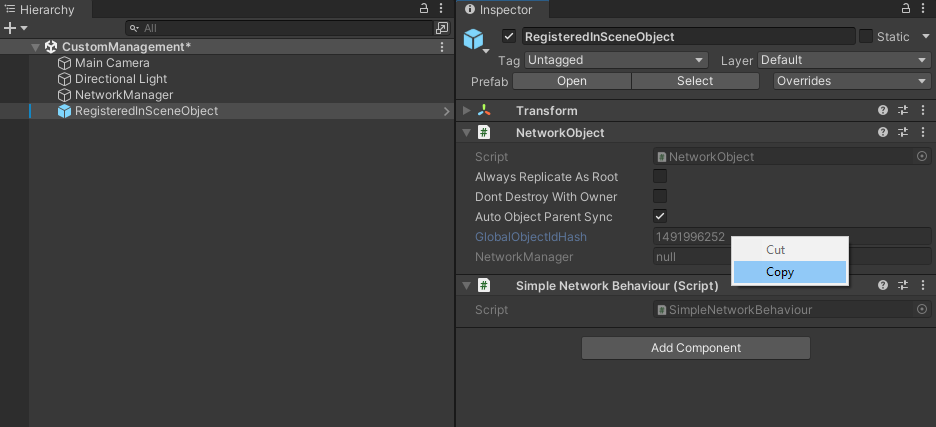 Hierarchy
All
CustomManagement*
Main Camera
Directional Light
NetworkManager
RegisteredInSceneObject
Inspector
RegisteredInSceneObject
Static
Tag Untagged Layer Default
Prefab Open Select Overrides
Transform
# NetworkObject
Script # NetworkObject
Always Replicate As Root
Dont Destroy With Owner
Auto Object Parent Sync
GlobalObjectIdHash 1491996252
NetworkManager null
Cut
Copy
# Simple Network Behaviour (Script)
Script # SimpleNetworkBehaviour
Add Component